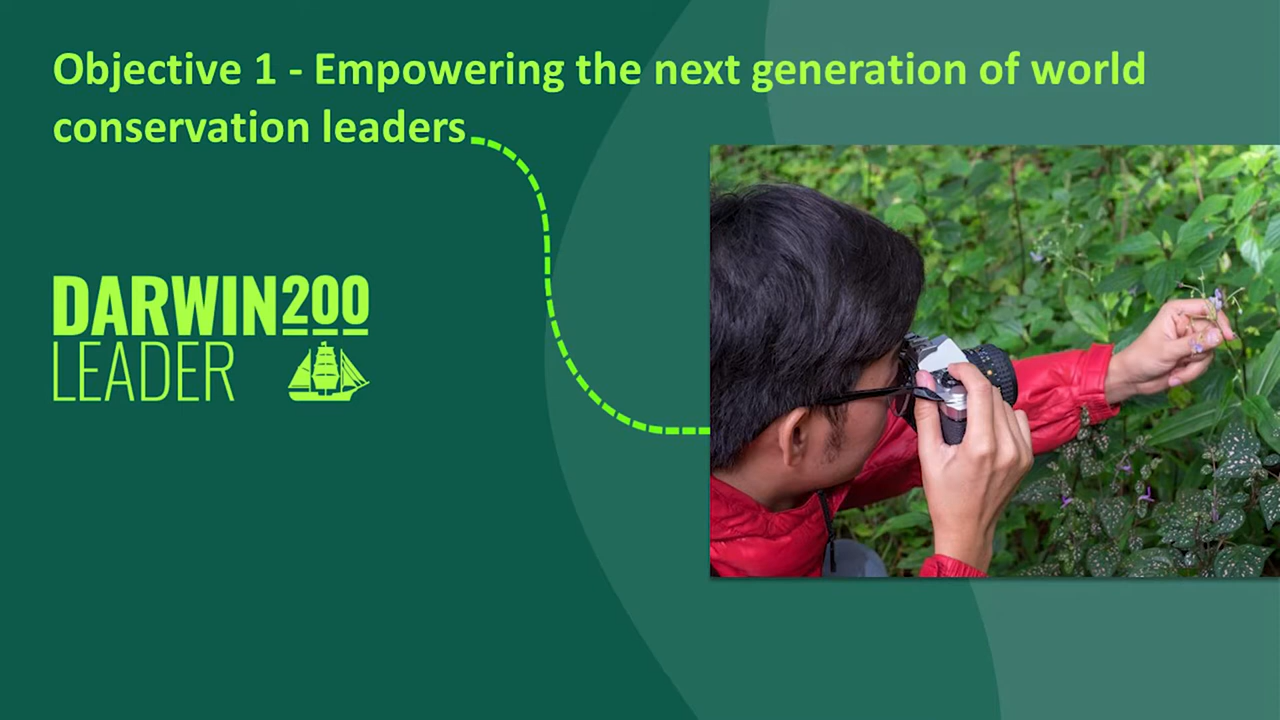 Objective 1 - Empowering the next generation of world
conservation leaders
DARWIN200
LEADER